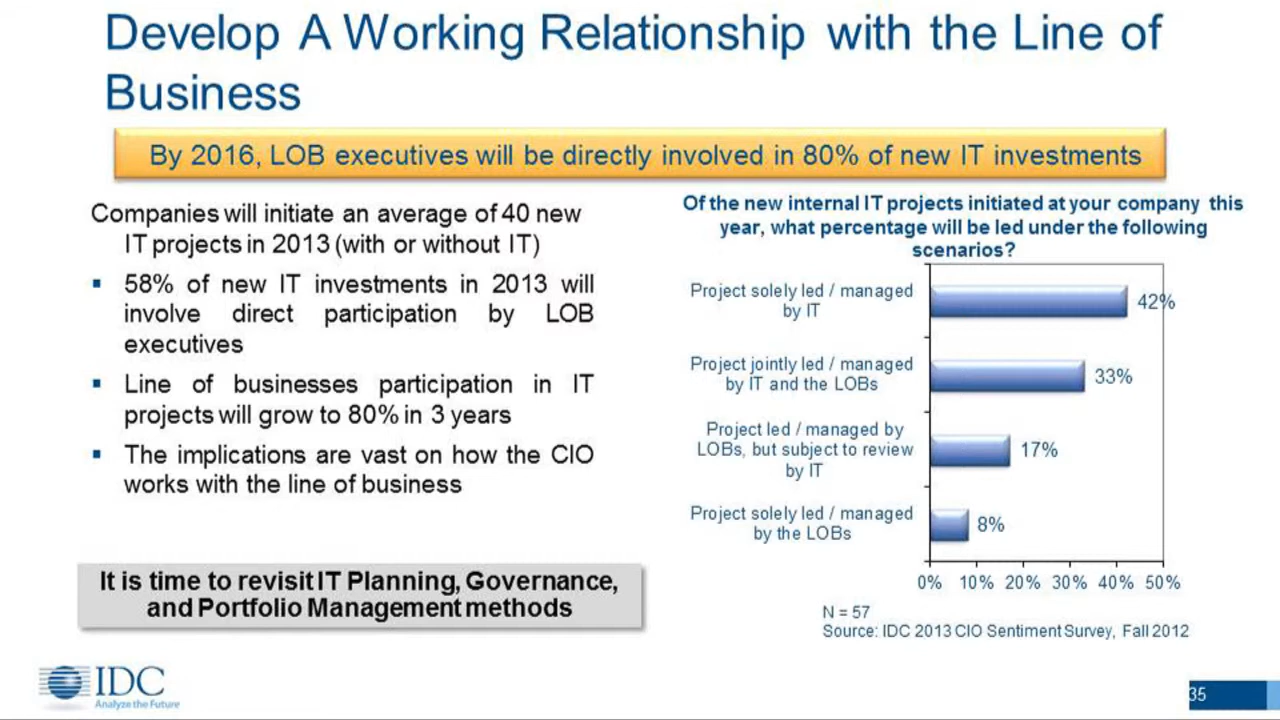 Develop A Working Relationship with the Line of
Business
By 2016, LOB executives will be directly involved in 80% of new IT investments
Companies will initiate an average of 40 new
IT projects in 2013 (with or without IT)
▪ 58% of new IT investments in 2013 will
involve direct participation by LOB
executives
▪ Line of businesses participation in IT
projects will grow to 80% in 3 years
▪ The implications are vast on how the CIO
works with the line of business
It is time to revisit IT Planning, Governance,
and Portfolio Management methods
Of the new internal IT projects initiated at your company this
year, what percentage will be led under the following
scenarios?
Project solely led / managed
by IT
42%
Project jointly led / managed
by IT and the LOBs
33%
Project led / managed by
LOBs, but subject to review
by IT
17%
Project solely led / managed
by the LOBs
8%
0% 10% 20% 30% 40% 50%
N = 57
Source: IDC 2013 CIO Sentiment Survey, Fall 2012
IDC
Analyze the Future
35